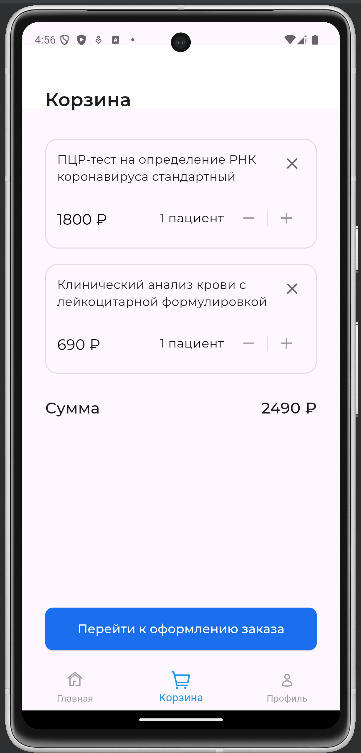 4:56
Корзина
ПЦР-тест на определение РНК
коронавируса стандартный
1800 ₽ 1 пациент
Клинический анализ крови с
лейкоцитарной формулировкой
690 ₽ 1 пациент
Сумма 2490 ₽
Перейти к оформлению заказа
Главная Корзина Профиль